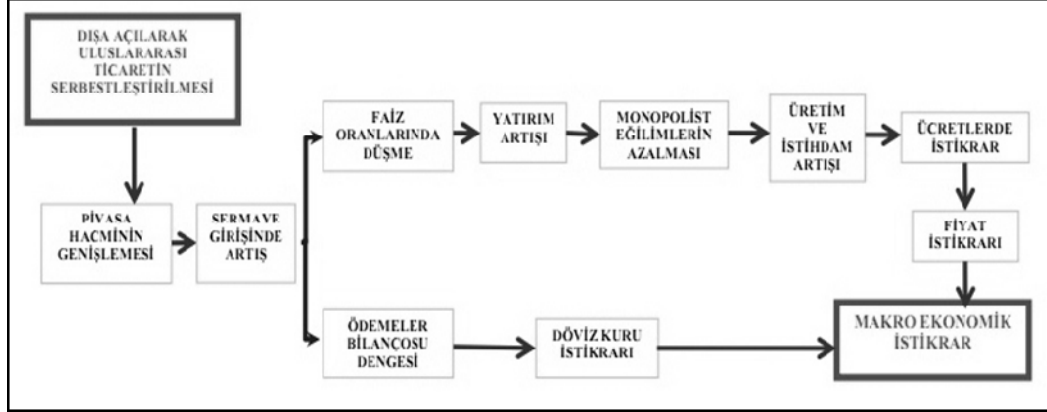 DIŞA AÇILARAK
ULUSLARARASI
TİCARETİN
SERBESTLEŞTİRİLMESİ
PİYASA
HACMİNİN
GENİŞLEMESİ
SERMAYE
GİRİŞİNDE
ARTIŞ
FAİZ
ORANLARINDA
DÜŞME
YATIRIM
ARTIŞI
MONOPOLİST
EĞİLİMLERİN
AZALMASI
ÜRETİM
VE
İSTİHDAM
ARTIŞI
ÜCRETLERDE
İSTİKRAR
FİYAT
İSTİKRARI
ÖDEMELER
BİLANÇOSU
DENGESİ
DÖVİZ KURU
İSTİKRARI
MAKRO EKONOMİK
İSTİKRAR